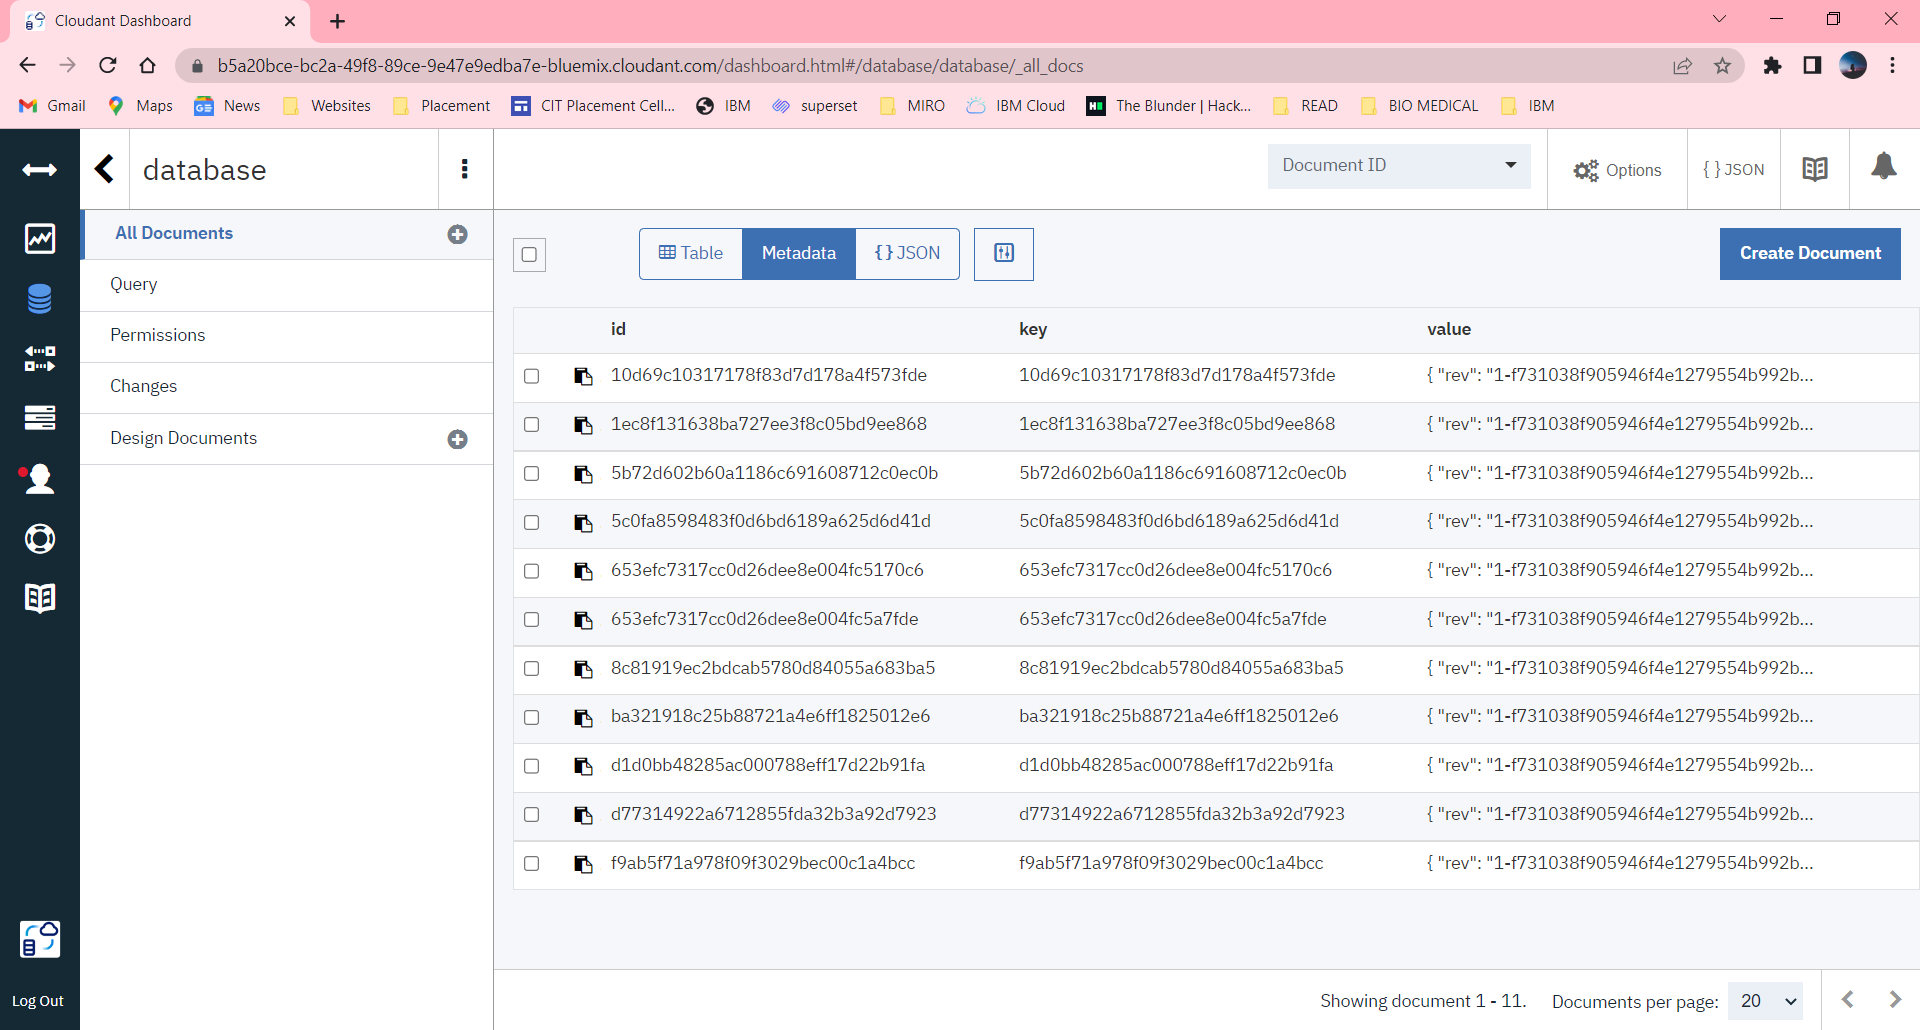 Cloudant Dashboard
b5a20bce-bc2a-49f8-89ce-9e47e9edba7e-bluemix.cloudant.com/dashboard.html#/database/database/_all_docs
Gmail Maps News Websites Placement CIT Placement Cell... IBM superset MIRO IBM Cloud The Blunder | Hack... READ BIO MEDICAL IBM
database
Document ID Options { } JSON
All Documents
Query
Permissions
Changes
Design Documents
Log Out
Table Metadata {} JSON Create Document
id key value
10d69c10317178f83d7d178a4f573fde 10d69c10317178f83d7d178a4f573fde { "rev": "1-f731038f905946f4e1279554b992b...
1ec8f131638ba727ee3f8c05bd9ee868 1ec8f131638ba727ee3f8c05bd9ee868 { "rev": "1-f731038f905946f4e1279554b992b...
5b72d602b60a1186c691608712c0ec0b 5b72d602b60a1186c691608712c0ec0b { "rev": "1-f731038f905946f4e1279554b992b...
5c0fa8598483f0d6bd6189a625d6d41d 5c0fa8598483f0d6bd6189a625d6d41d { "rev": "1-f731038f905946f4e1279554b992b...
653efc7317cc0d26dee8e004fc5170c6 653efc7317cc0d26dee8e004fc5170c6 { "rev": "1-f731038f905946f4e1279554b992b...
653efc7317cc0d26dee8e004fc5a7fde 653efc7317cc0d26dee8e004fc5a7fde { "rev": "1-f731038f905946f4e1279554b992b...
8c81919ec2bdcab5780d84055a683ba5 8c81919ec2bdcab5780d84055a683ba5 { "rev": "1-f731038f905946f4e1279554b992b...
ba321918c25b88721a4e6ff1825012e6 ba321918c25b88721a4e6ff1825012e6 { "rev": "1-f731038f905946f4e1279554b992b...
d1d0bb48285ac000788eff17d22b91fa d1d0bb48285ac000788eff17d22b91fa { "rev": "1-f731038f905946f4e1279554b992b...
d77314922a6712855fda32b3a92d7923 d77314922a6712855fda32b3a92d7923 { "rev": "1-f731038f905946f4e1279554b992b...
f9ab5f71a978f09f3029bec00c1a4bcc f9ab5f71a978f09f3029bec00c1a4bcc { "rev": "1-f731038f905946f4e1279554b992b...
Showing document 1 - 11. Documents per page: 20